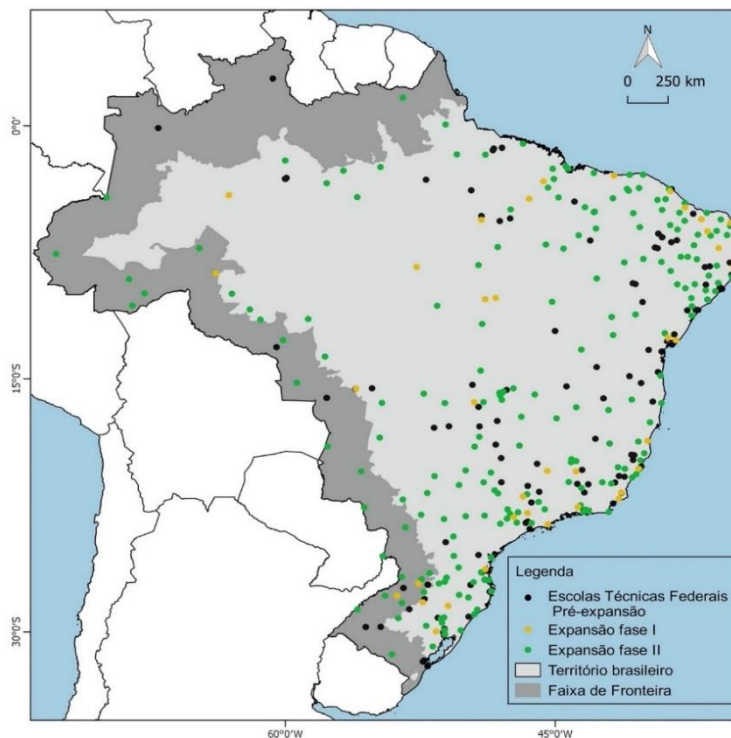 N
0 250 km
0°0'
15°0'S
30°0'S
60°0'W
45°0'W
Legenda
Escolas Técnicas Federais
Pré-expansão
Expansão fase I
Expansão fase II
Território brasileiro
Faixa de Fronteira